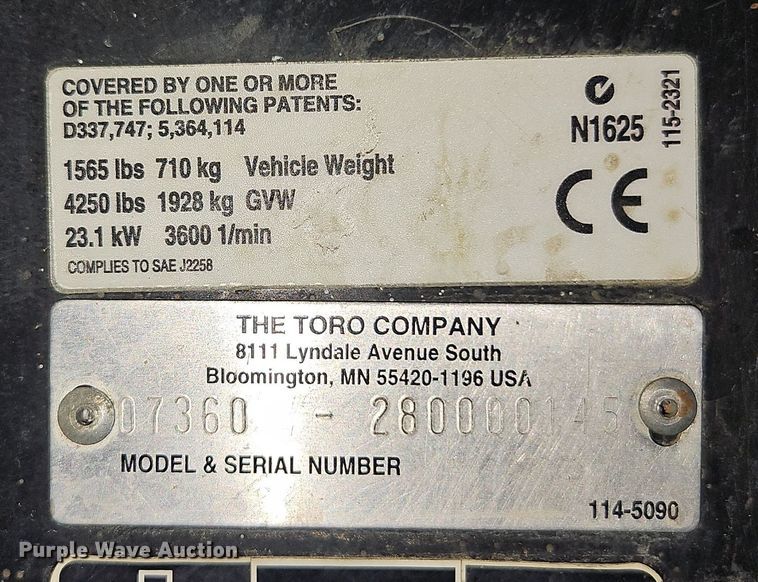 COVERED BY ONE OR MORE
OF THE FOLLOWING PATENTS:
D337,747; 5,364,114
1565 lbs 710 kg Vehicle Weight
4250 lbs 1928 kg GVW
23.1 kW 3600 1/min
COMPLIES TO SAE J2258
N1625
115-2321
CE
THE TORO COMPANY
8111 Lyndale Avenue South
Bloomington, MN 55420-1196 USA
07360 - 280000145
MODEL & SERIAL NUMBER
114-5090
Purple Wave Auction